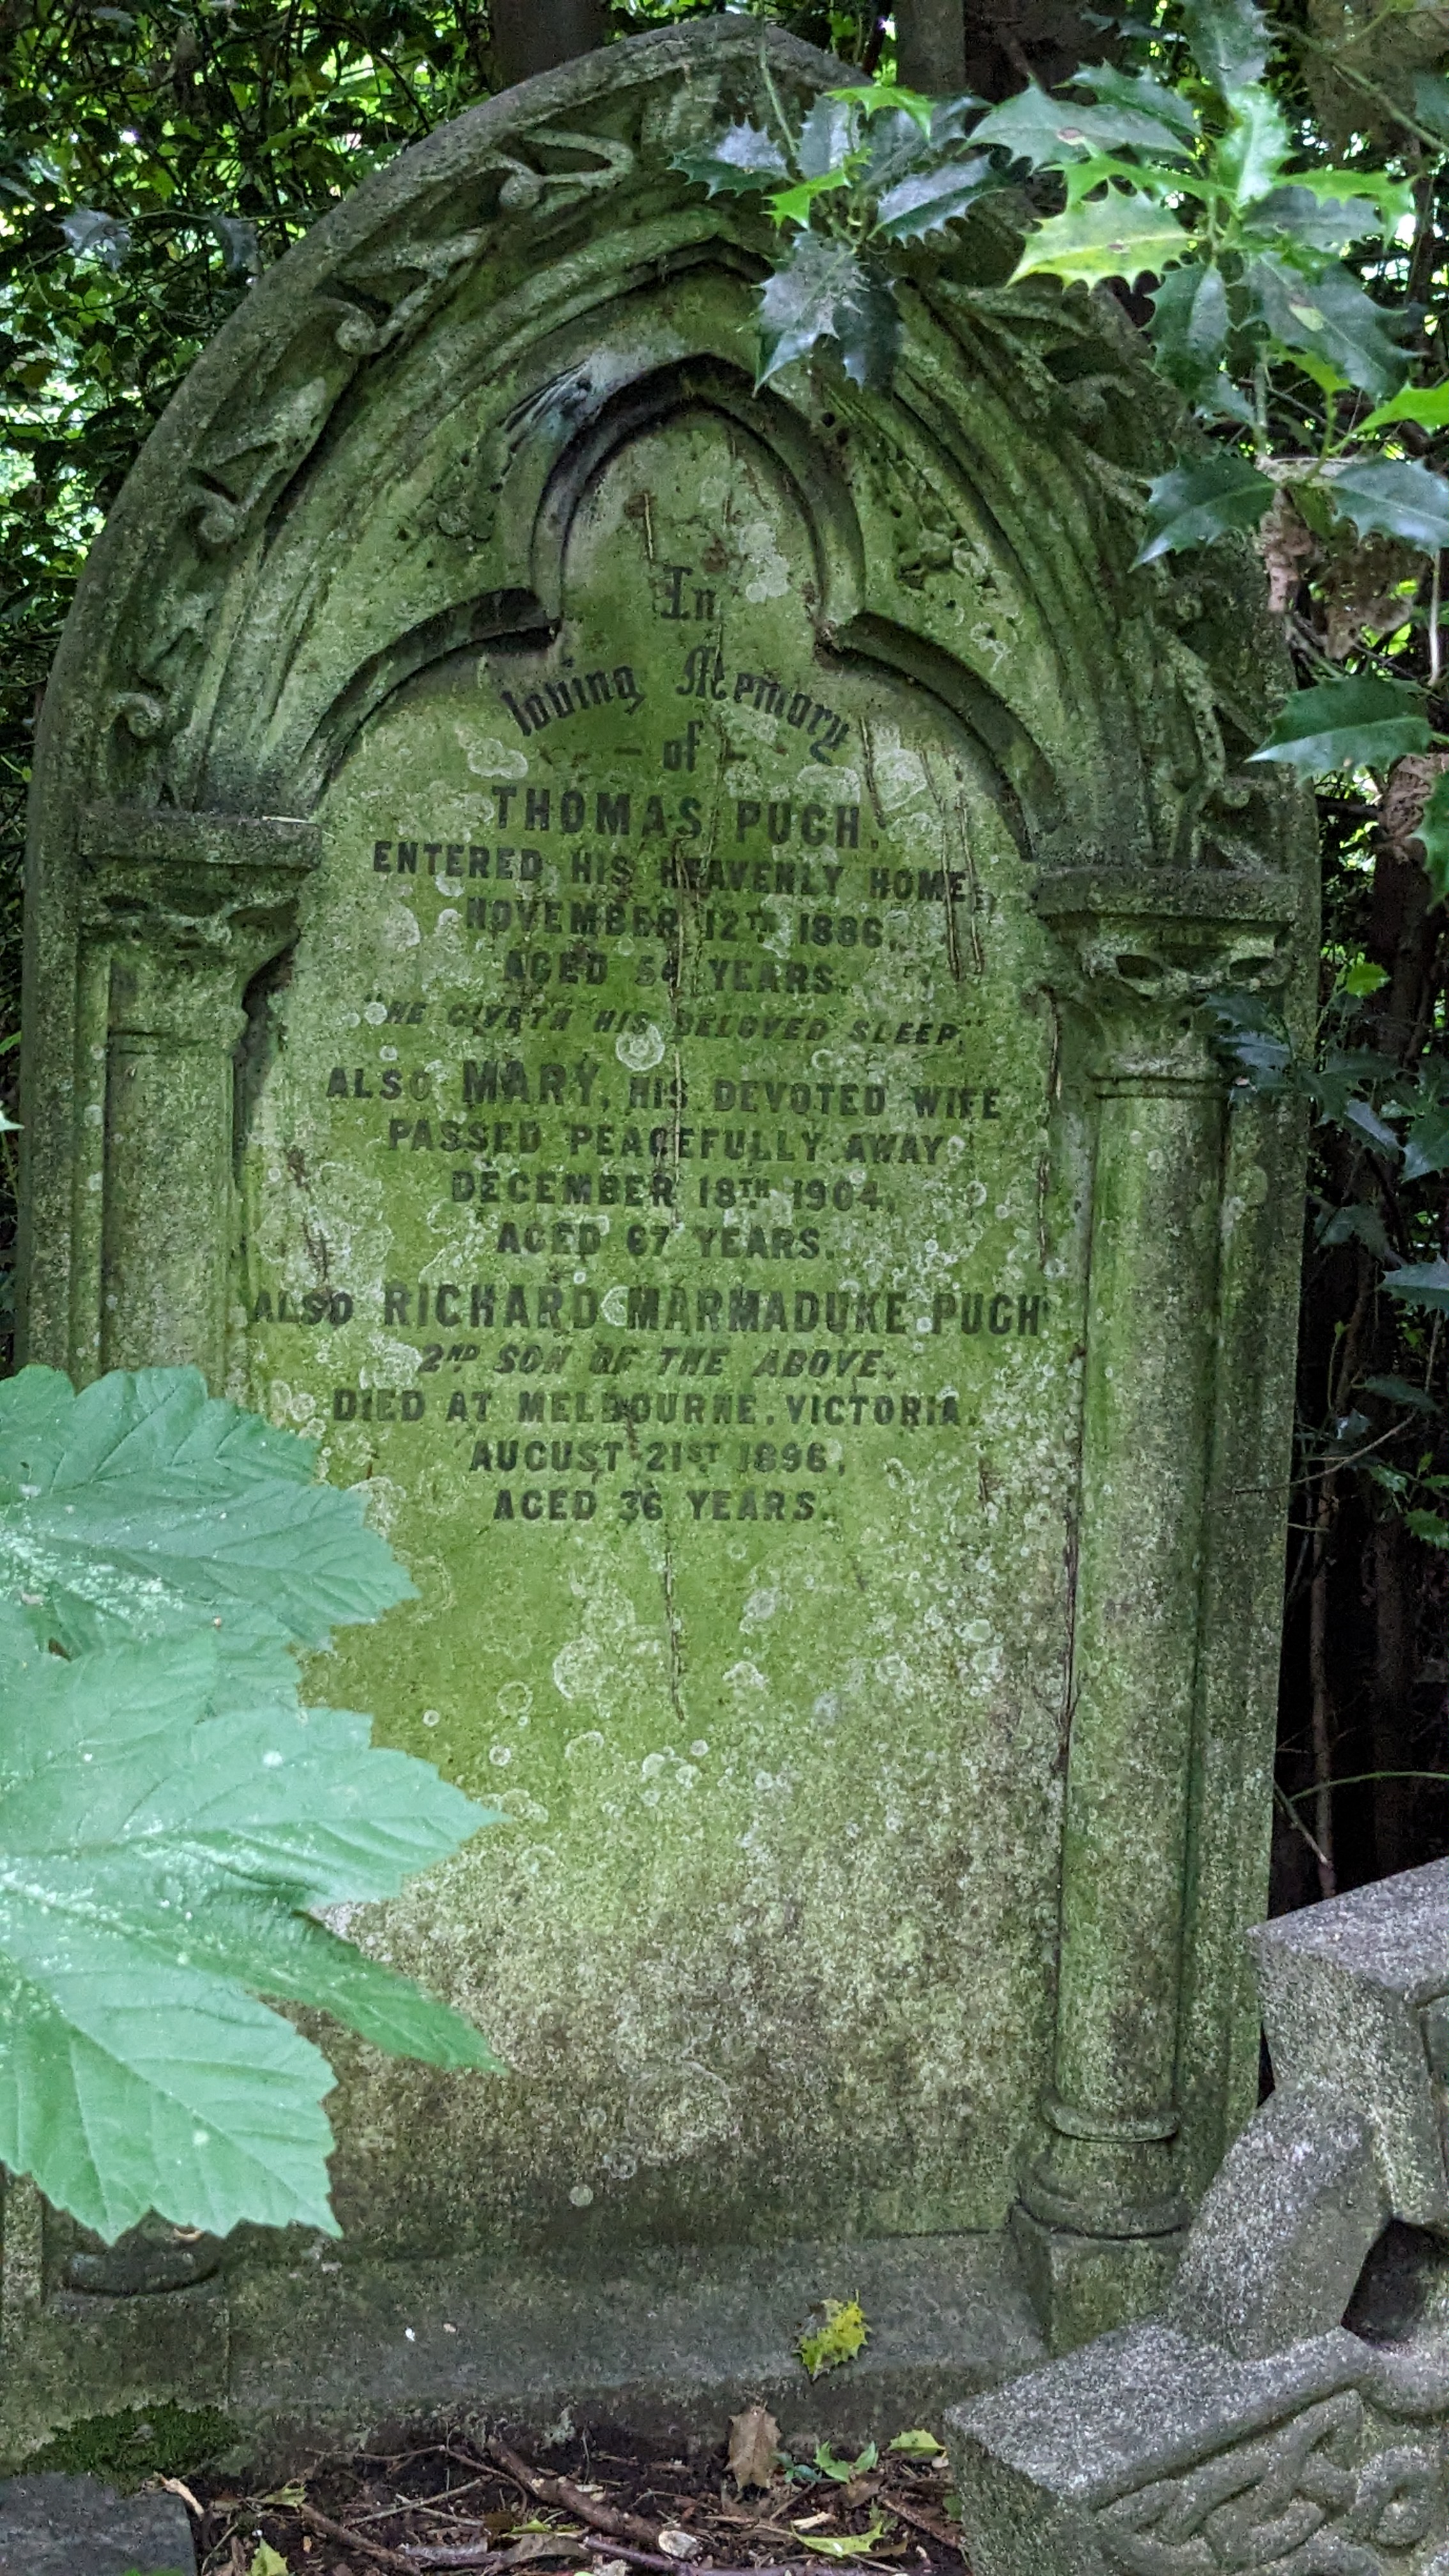 In
loving Memory
- of -
THOMAS PUGH.
ENTERED HIS HEAVENLY HOME,
NOVEMBER 12TH 1886,
AGED 54 YEARS.
"HE GIVETH HIS BELOVED SLEEP."
ALSO MARY, HIS DEVOTED WIFE
PASSED PEACEFULLY AWAY
DECEMBER 18TH 1904,
AGED 67 YEARS.
ALSO RICHARD MARMADUKE PUGH
2ND SON OF THE ABOVE,
DIED AT MELBOURNE, VICTORIA.
AUGUST 21ST 1896,
AGED 36 YEARS.